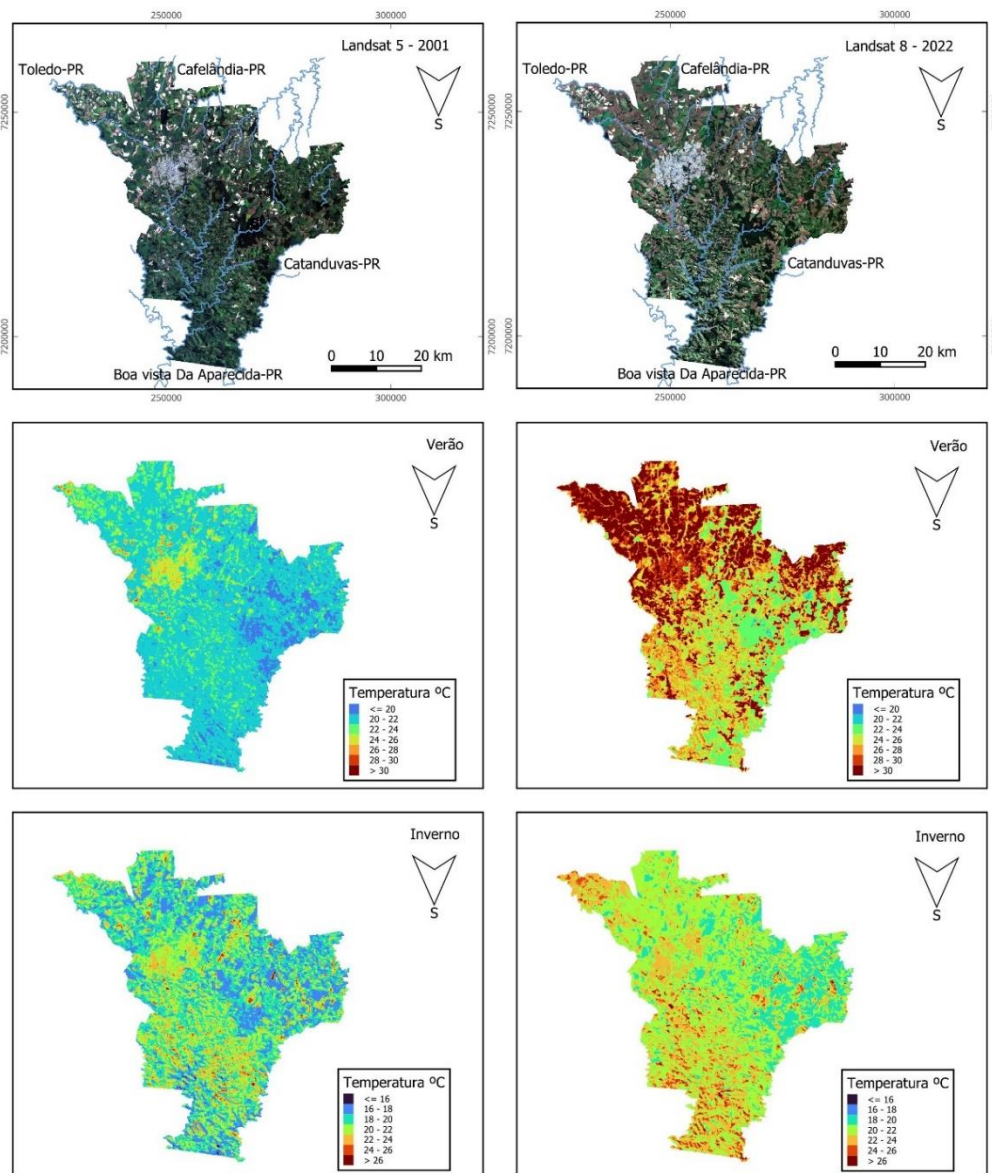 250000
300000
250000
300000
Landsat 5 - 2001
Landsat 8 - 2022
Toledo-PR
Cafelândia-PR
Toledo-PR
Cafelândia-PR
S
S
7250000
7250000
7250000
Catanduvas-PR
Catanduvas-PR
7200000
7200000
7200000
0 10 20 km
0 10 20 km
Boa vista Da Aparecida-PR
Boa vista Da Aparecida-PR
250000
300000
250000
300000
Verão
S
Temperatura ºC
<= 20
20 - 22
22 - 24
24 - 26
26 - 28
28 - 30
> 30
Verão
S
Temperatura ºC
<= 20
20 - 22
22 - 24
24 - 26
26 - 28
28 - 30
> 30
Inverno
S
Temperatura ºC
<= 16
16 - 18
18 - 20
20 - 22
22 - 24
24 - 26
> 26
Inverno
S
Temperatura ºC
<= 16
16 - 18
18 - 20
20 - 22
22 - 24
24 - 26
> 26